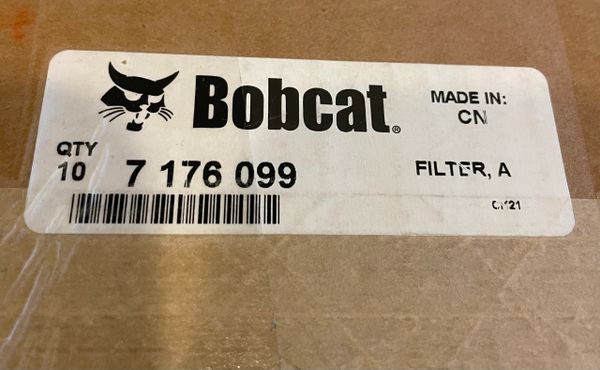 Bobcat®
MADE IN:
CN
QTY
10
7 176 099
FILTER, A